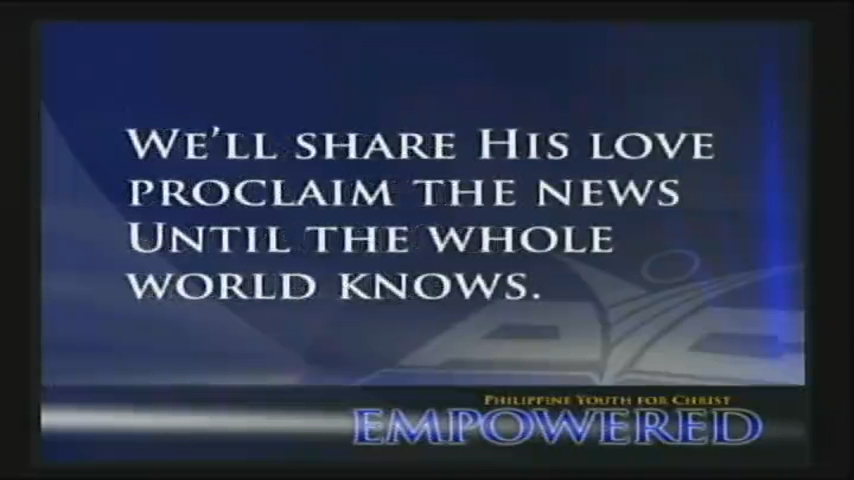 WE'LL SHARE HIS LOVE
PROCLAIM THE NEWS
UNTIL THE WHOLE
WORLD KNOWS.
PHILIPPINE YOUTH FOR CHRIST
EMPOWERED